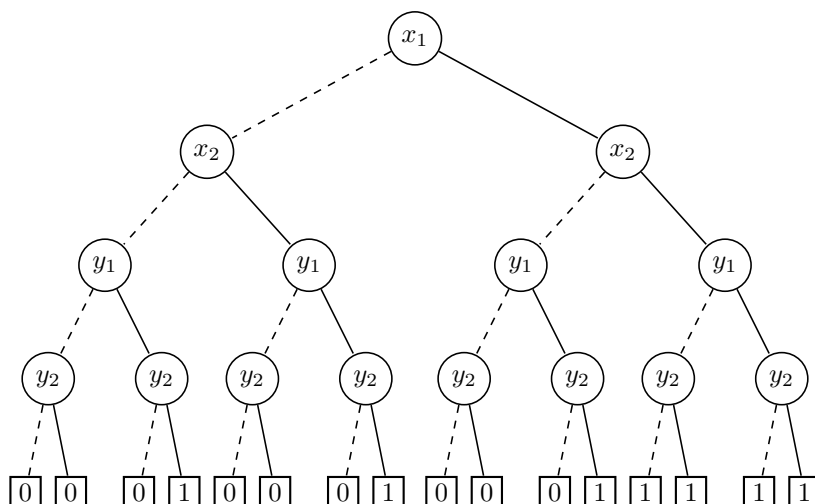 x₁
x₂ x₂
y₁ y₁ y₁ y₁
y₂ y₂ y₂ y₂ y₂ y₂ y₂ y₂
0 0 0 1 0 0 0 1 0 0 0 1 1 1 1 1